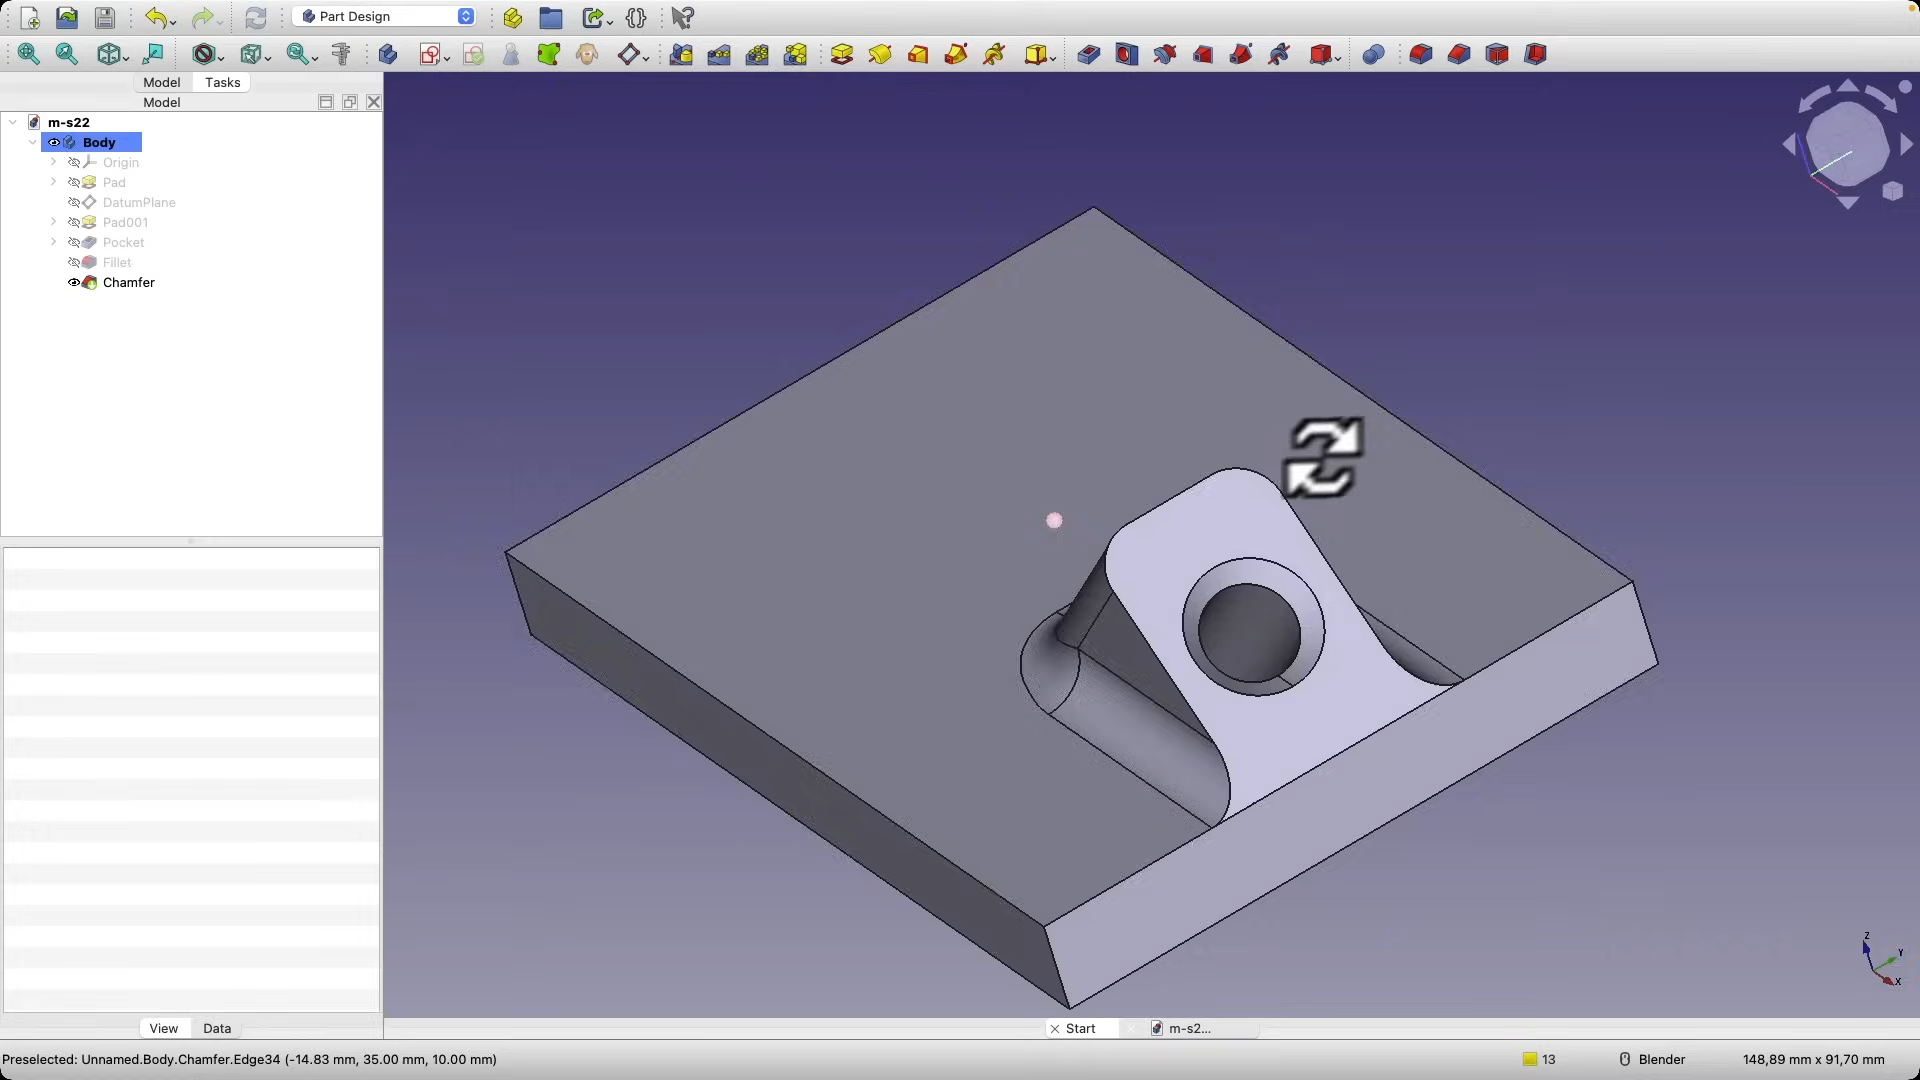 Part Design
Model
Tasks
Model
m-s22
Body
Origin
Pad
DatumPlane
Pad001
Pocket
Fillet
Chamfer
Z
Y
X
View
Data
Start
m-s2...
Preselected: Unnamed.Body.Chamfer.Edge34 (-14.83 mm, 35.00 mm, 10.00 mm)
13
Blender
148,89 mm x 91,70 mm